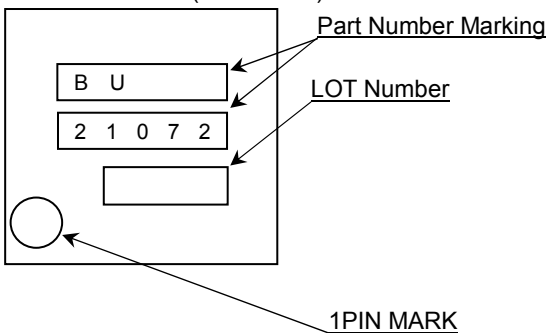 Part Number Marking
B U
LOT Number
2 1 0 7 2
1PIN MARK